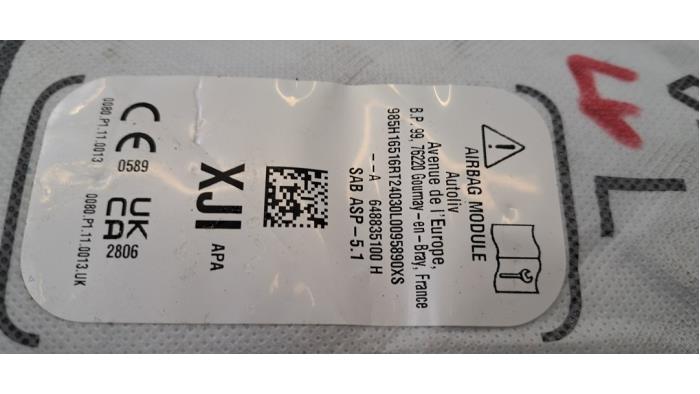 AIRBAG MODULE
Autoliv
Avenue de l'Europe,
B.P. 99, 76220 Gournay-en-Bray, France
985H16516RT24030L0095890XS
--A 648835100 H
SAB ASP-5.1
XJI APA
CE
0589
0080.P1.11.0013
UK
CA
2806
0080.P1.11.0013.UK
L